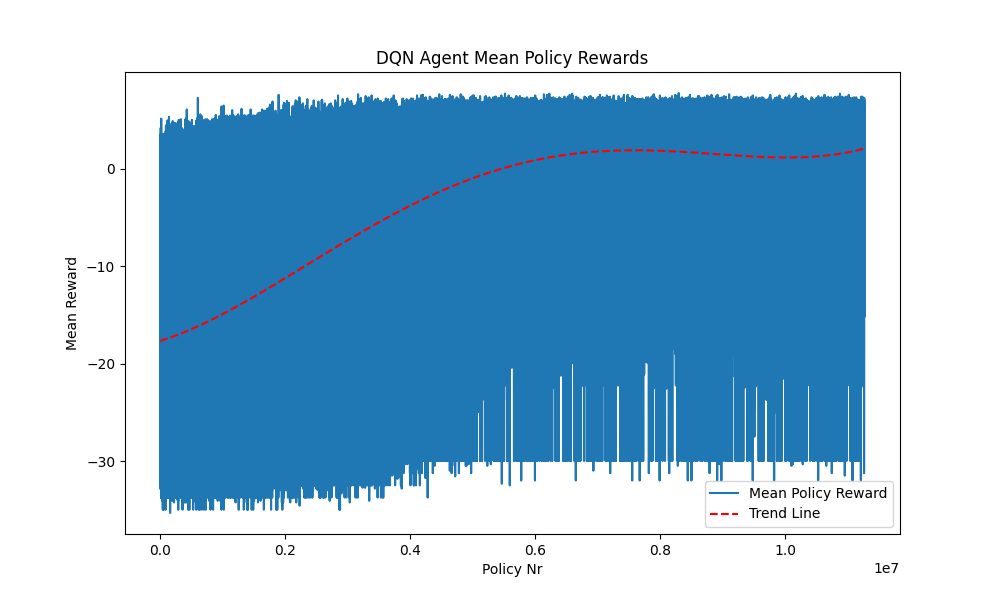 DQN Agent Mean Policy Rewards
Mean Reward
0
−10
−20
−30
Mean Policy Reward
Trend Line
0.0 0.2 0.4 0.6 0.8 1.0
1e7
Policy Nr